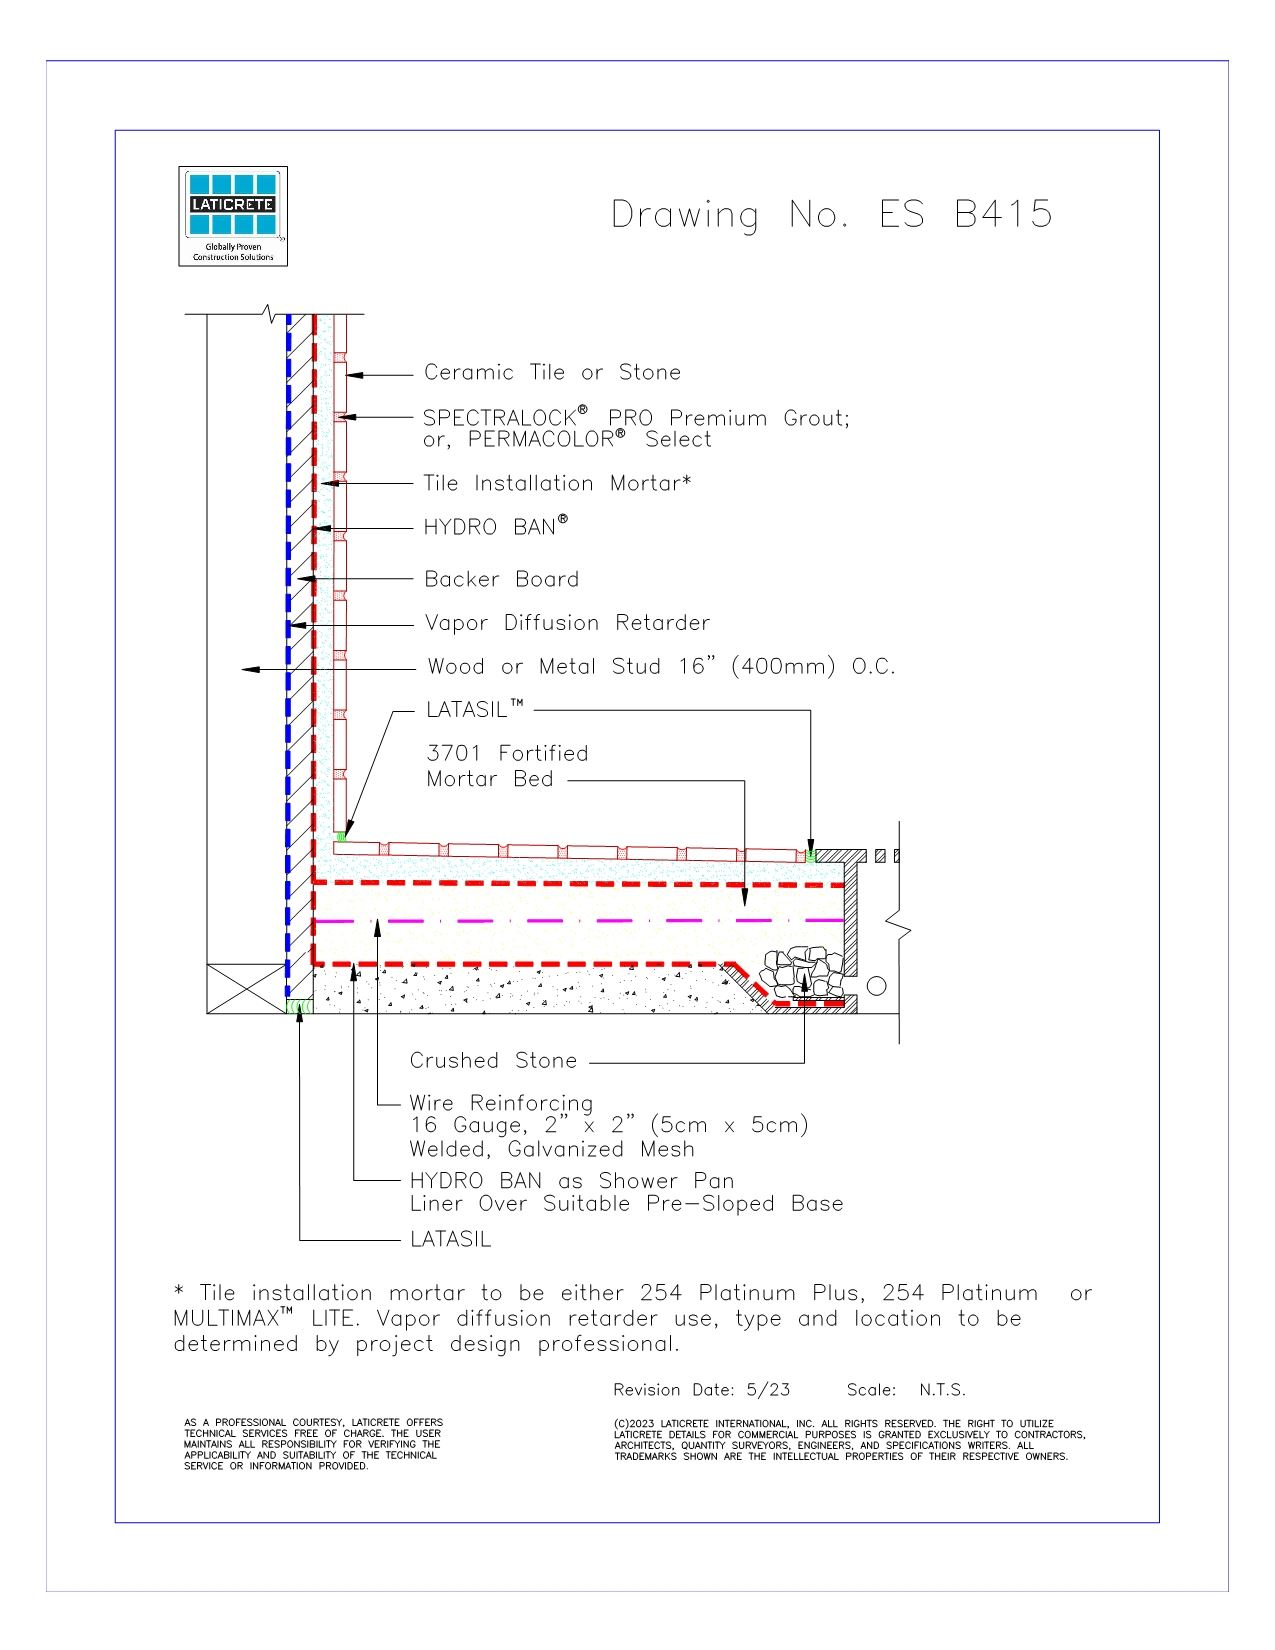 LATICRETE
Globally Proven
Construction Solutions
Drawing No. ES B415
Ceramic Tile or Stone
SPECTRALOCK® PRO Premium Grout;
or, PERMACOLOR® Select
Tile Installation Mortar*
HYDRO BAN®
Backer Board
Vapor Diffusion Retarder
Wood or Metal Stud 16” (400mm) O.C.
LATASIL™
3701 Fortified
Mortar Bed
Crushed Stone
Wire Reinforcing
16 Gauge, 2” x 2” (5cm x 5cm)
Welded, Galvanized Mesh
HYDRO BAN as Shower Pan
Liner Over Suitable Pre-Sloped Base
LATASIL
* Tile installation mortar to be either 254 Platinum Plus, 254 Platinum or
MULTIMAX™ LITE. Vapor diffusion retarder use, type and location to be
determined by project design professional.
Revision Date: 5/23 Scale: N.T.S.
AS A PROFESSIONAL COURTESY, LATICRETE OFFERS
TECHNICAL SERVICES FREE OF CHARGE. THE USER
MAINTAINS ALL RESPONSIBILITY FOR VERIFYING THE
APPLICABILITY AND SUITABILITY OF THE TECHNICAL
SERVICE OR INFORMATION PROVIDED.
(C)2023 LATICRETE INTERNATIONAL, INC. ALL RIGHTS RESERVED. THE RIGHT TO UTILIZE
LATICRETE DETAILS FOR COMMERCIAL PURPOSES IS GRANTED EXCLUSIVELY TO CONTRACTORS,
ARCHITECTS, QUANTITY SURVEYORS, ENGINEERS, AND SPECIFICATIONS WRITERS. ALL
TRADEMARKS SHOWN ARE THE INTELLECTUAL PROPERTIES OF THEIR RESPECTIVE OWNERS.